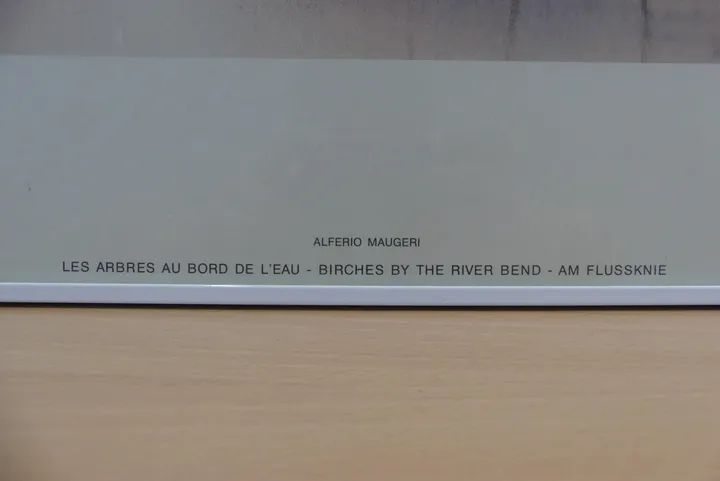 ALFERIO MAUGERI
LES ARBRES AU BORD DE L'EAU - BIRCHES BY THE RIVER BEND - AM FLUSSKNIE